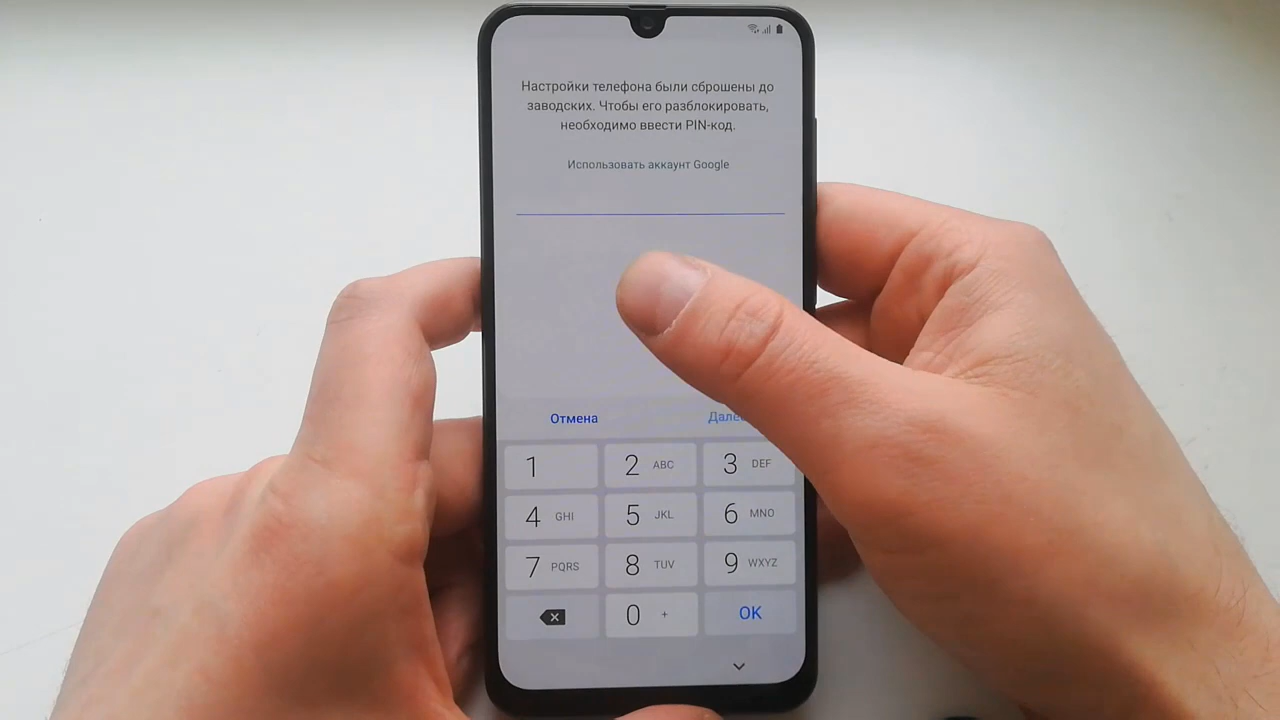 Настройки телефона были сброшены до
заводских. Чтобы его разблокировать,
необходимо ввести PIN-код.
Использовать аккаунт Google
Отмена
1
2 ABC
3 DEF
4 GHI
5 JKL
6 MNO
7 PQRS
8 TUV
9 WXYZ
0 +
OK